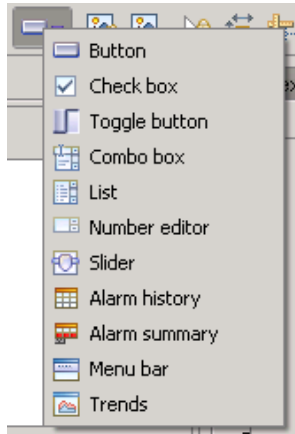 Button
Check box
Toggle button
Combo box
List
Number editor
Slider
Alarm history
Alarm summary
Menu bar
Trends